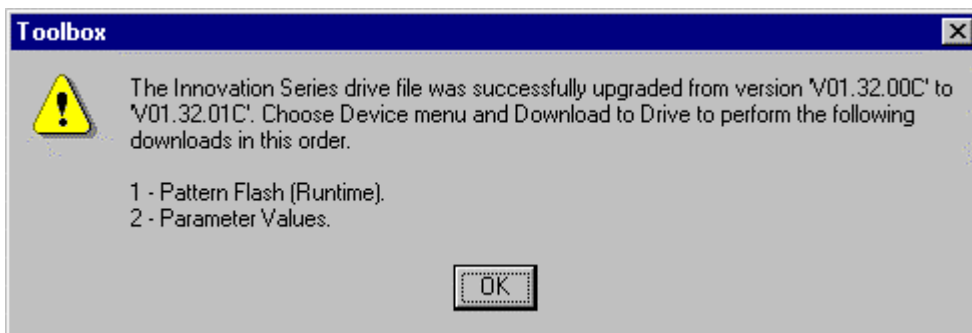 Toolbox
The Innovation Series drive file was successfully upgraded from version 'V01.32.00C' to
'V01.32.01C'. Choose Device menu and Download to Drive to perform the following
downloads in this order.
1 - Pattern Flash (Runtime).
2 - Parameter Values.
OK